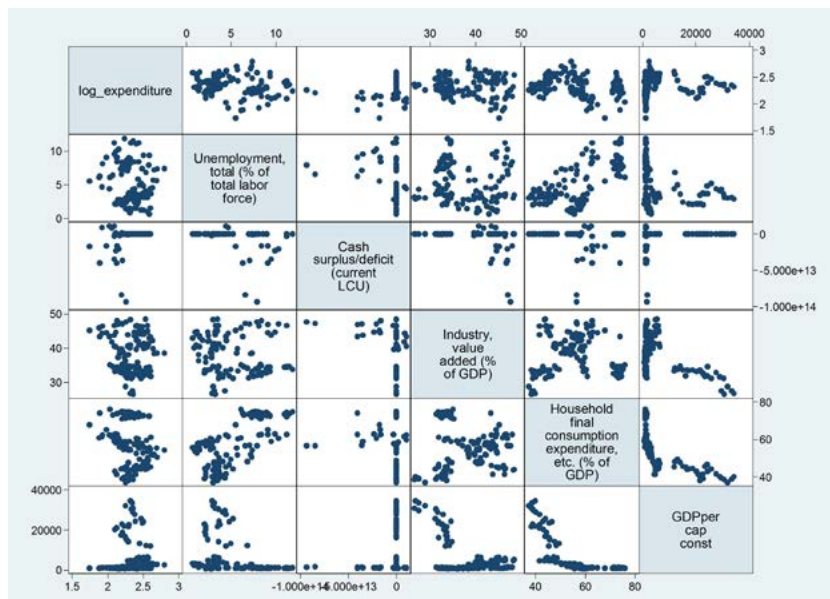 0 5 10 30 40 50 0 20000 40000
log_expenditure
3
2.5
2
1.5
10
5
0
Unemployment,
total (% of
total labor
force)
Cash
surplus/deficit
(current
LCU)
0
-5.000e+13
-1.000e+14
50
40
30
Industry,
value
added (%
of GDP)
Household
final
consumption
expenditure,
etc. (% of
GDP)
80
60
40
40000
20000
0
GDPper
cap
const
1.5 2 2.5 3 -1.000e+14 -5.000e+13 0 40 60 80